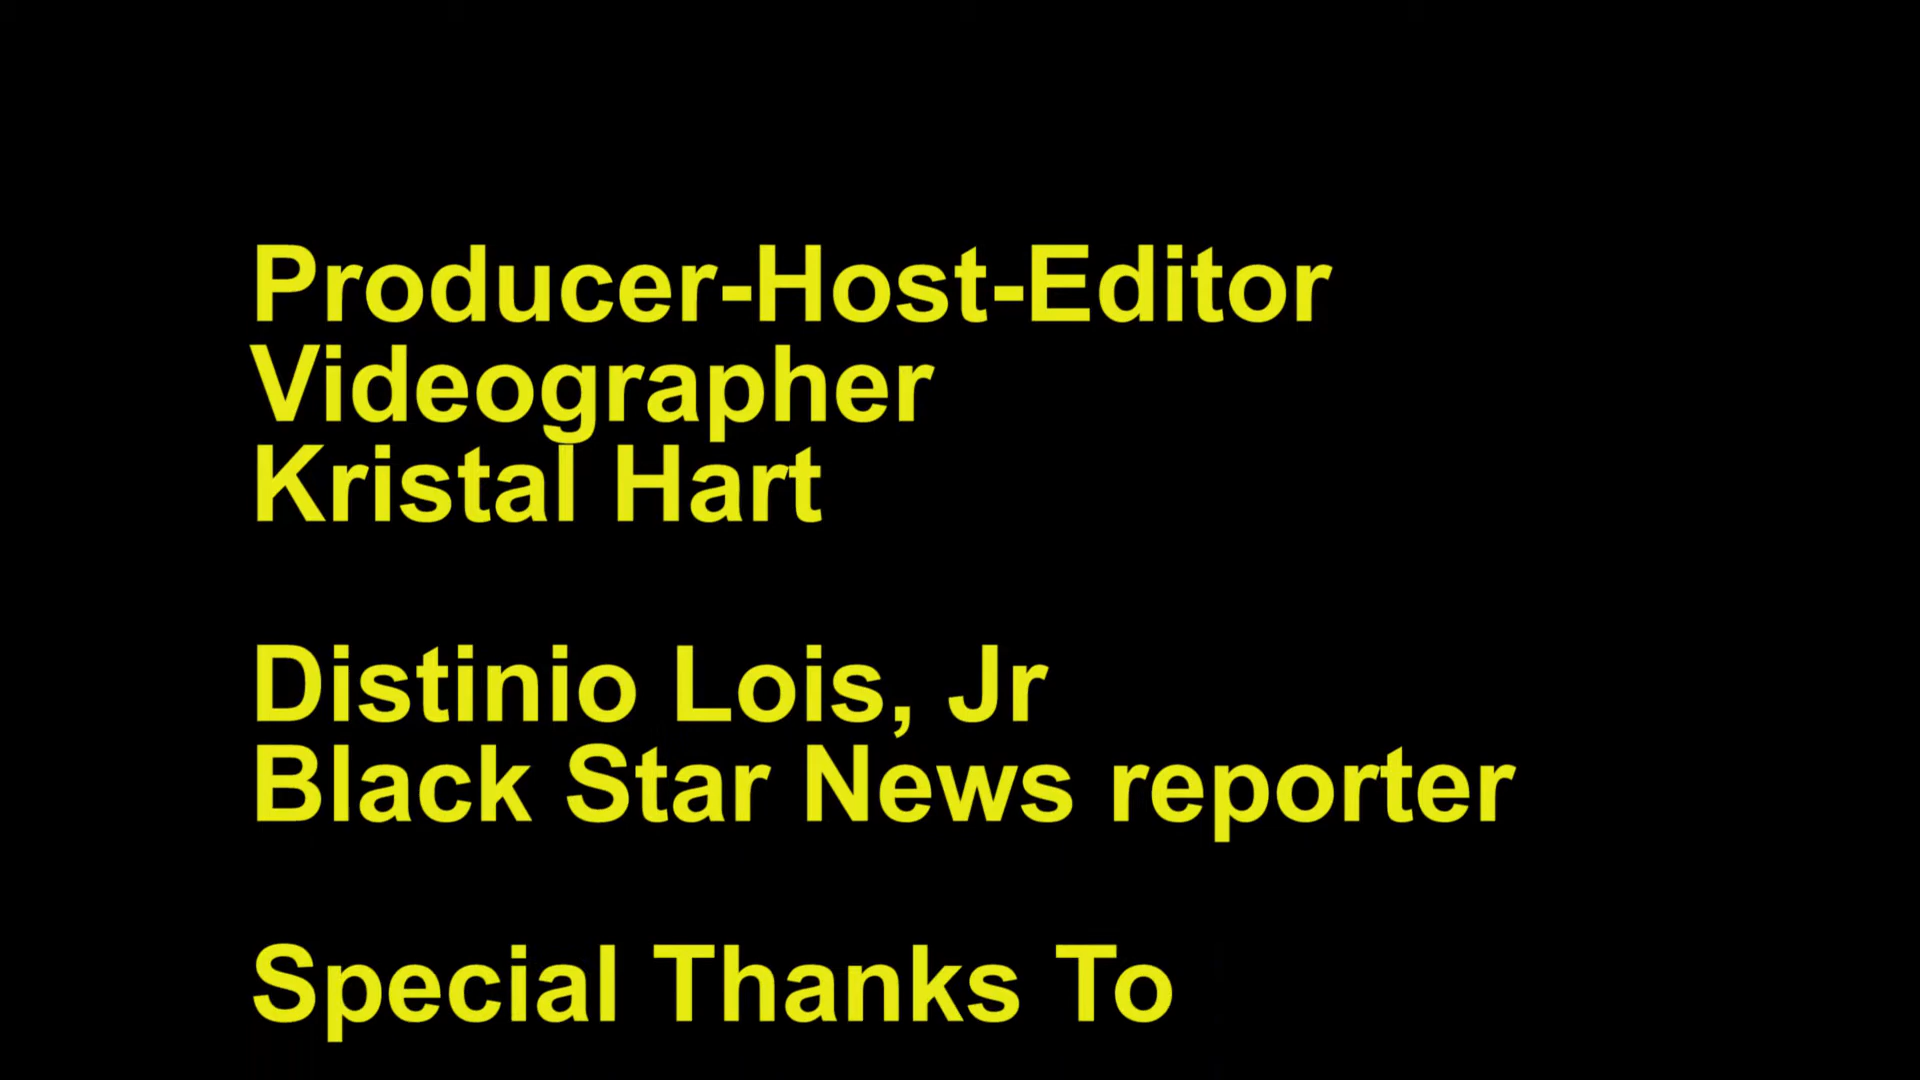 Producer-Host-Editor
Videographer
Kristal Hart
Distinio Lois, Jr
Black Star News reporter
Special Thanks To